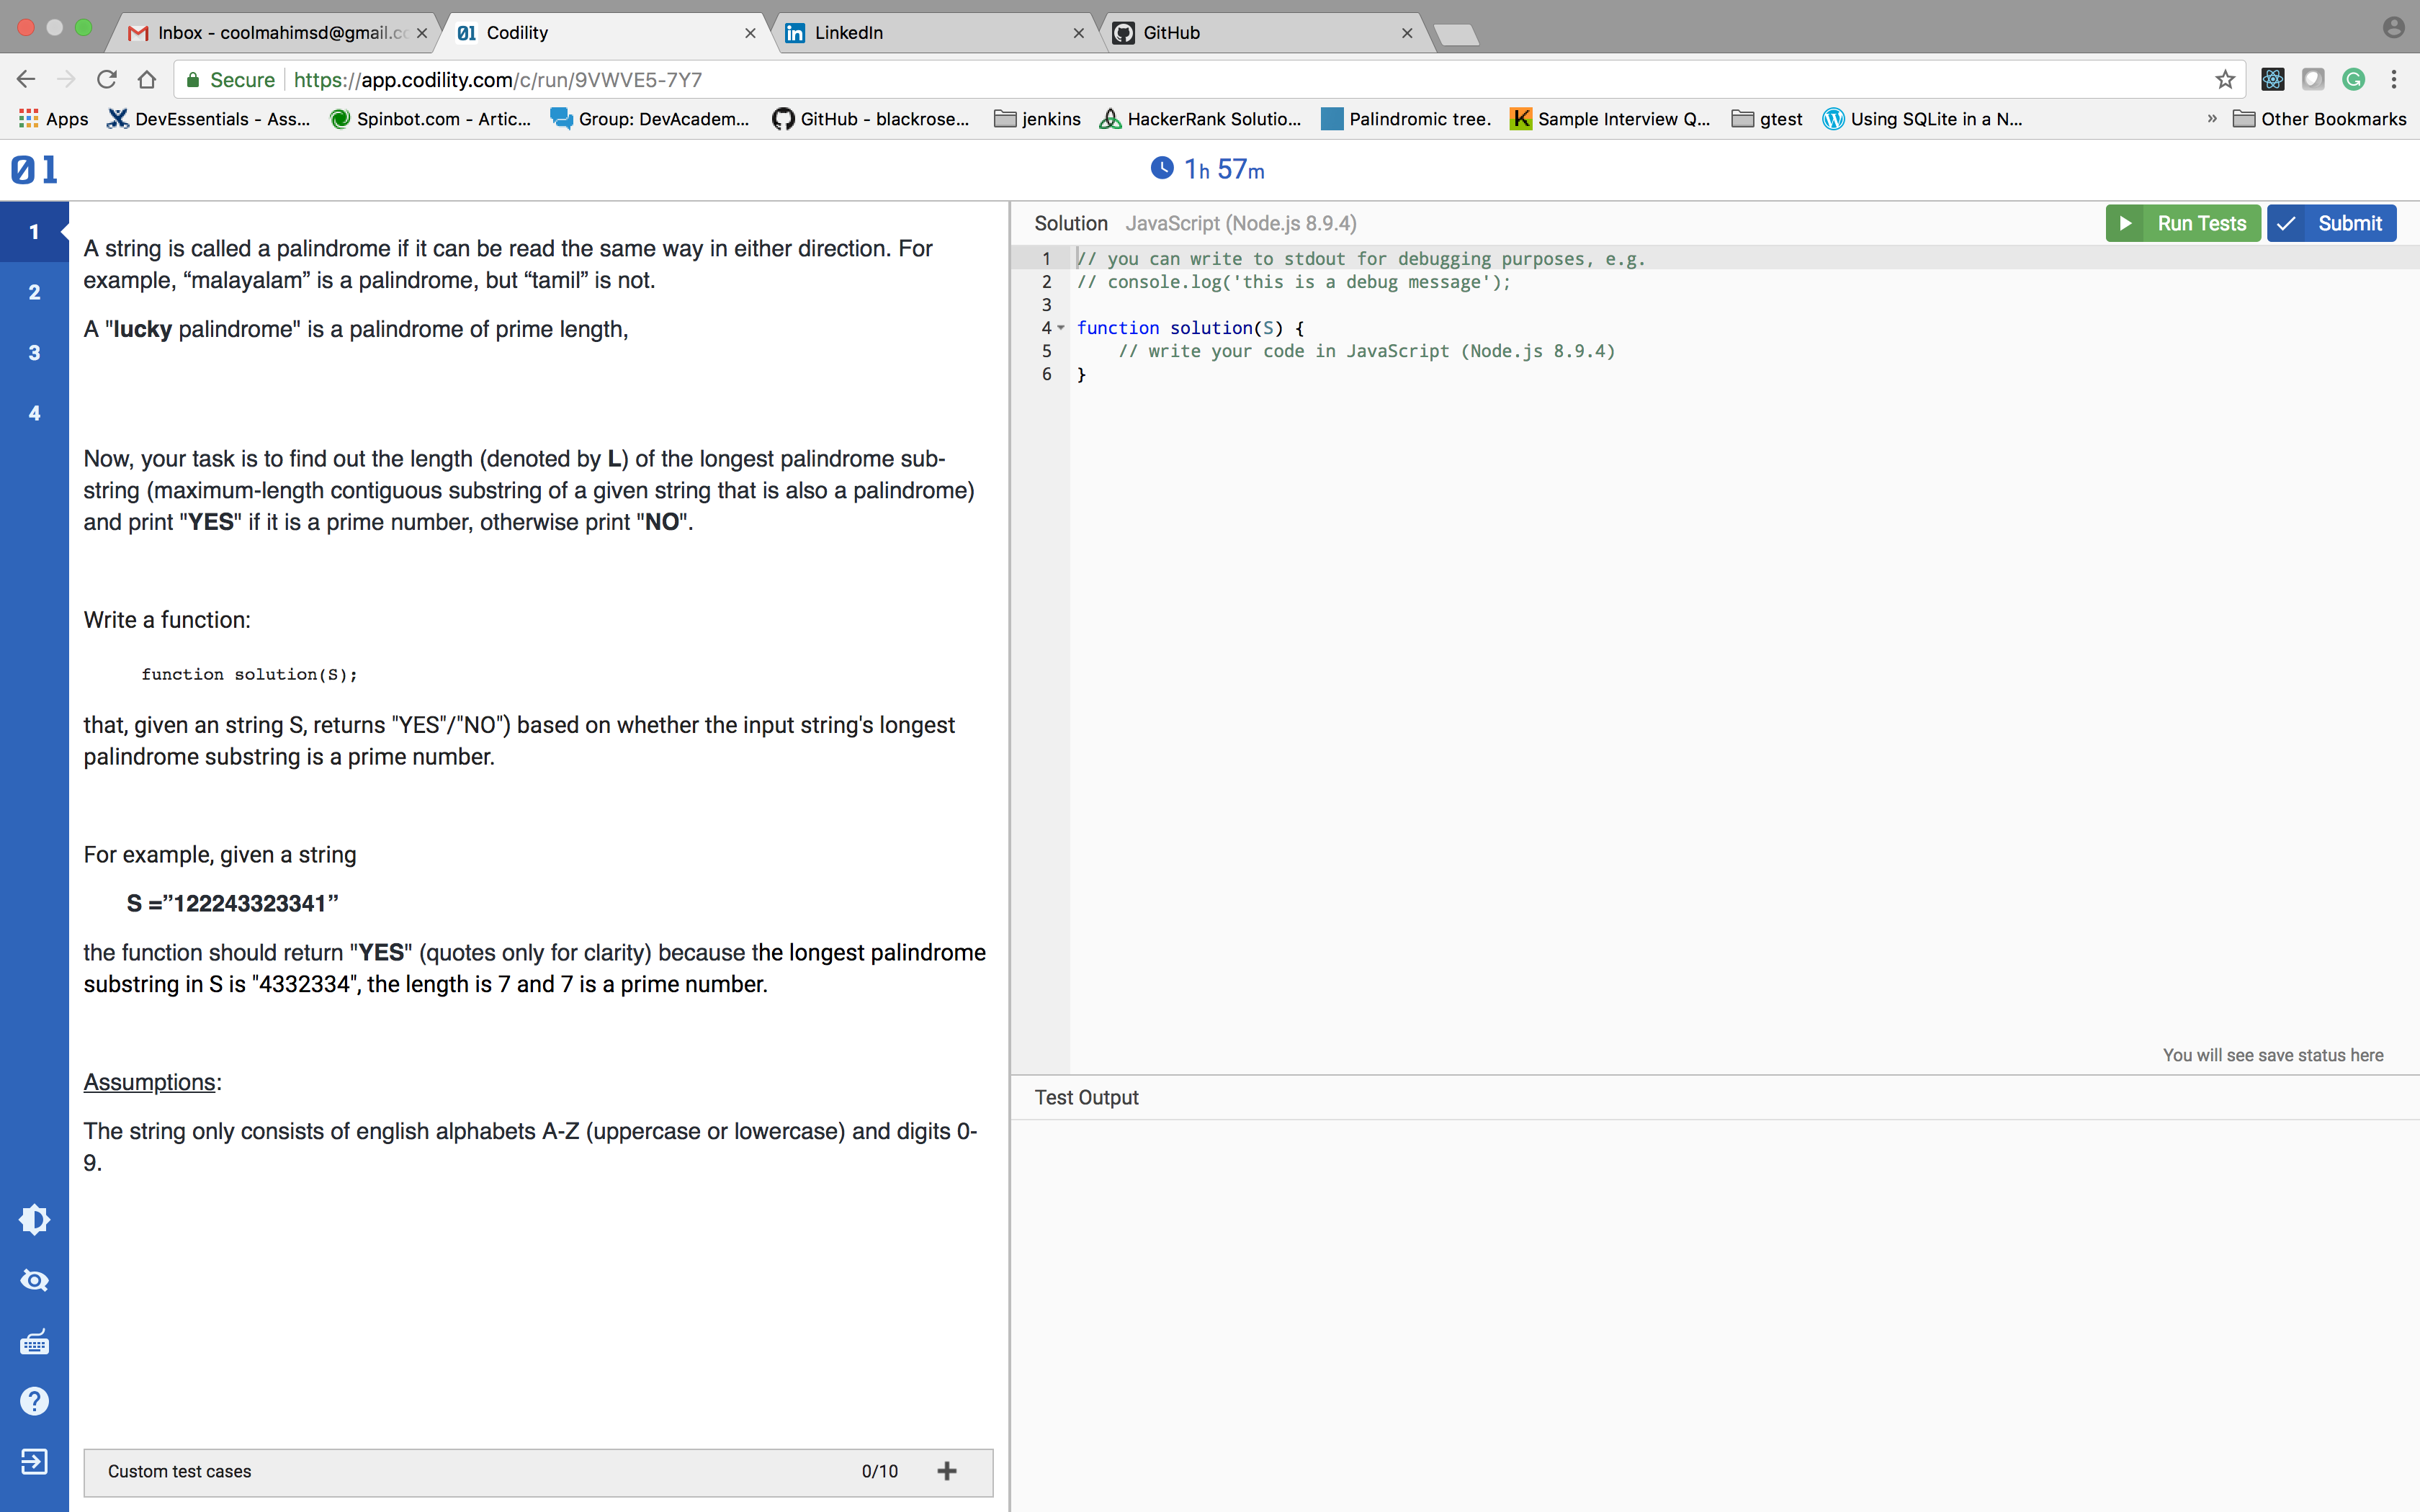 Inbox - coolmahimsd@gmail.cc
Codility
LinkedIn
GitHub
Secure https://app.codility.com/c/run/9VWVE5-7Y7
Apps DevEssentials - Ass... Spinbot.com - Artic... Group: DevAcadem... GitHub - blackrose... jenkins HackerRank Solutio... Palindromic tree. Sample Interview Q... gtest Using SQLite in a N... » Other Bookmarks
01
1h 57m
1
2
3
4
A string is called a palindrome if it can be read the same way in either direction. For
example, “malayalam” is a palindrome, but “tamil” is not.
A "lucky palindrome" is a palindrome of prime length,
Now, your task is to find out the length (denoted by L) of the longest palindrome sub-
string (maximum-length contiguous substring of a given string that is also a palindrome)
and print "YES" if it is a prime number, otherwise print "NO".
Write a function:
function solution(S);
that, given an string S, returns "YES"/"NO") based on whether the input string's longest
palindrome substring is a prime number.
For example, given a string
S =”122243323341”
the function should return "YES" (quotes only for clarity) because the longest palindrome
substring in S is "4332334", the length is 7 and 7 is a prime number.
Assumptions:
The string only consists of english alphabets A-Z (uppercase or lowercase) and digits 0-
9.
Custom test cases 0/10 +
Solution JavaScript (Node.js 8.9.4) Run Tests Submit
1 // you can write to stdout for debugging purposes, e.g.
2 // console.log('this is a debug message');
3
4 function solution(S) {
5 // write your code in JavaScript (Node.js 8.9.4)
6 }
You will see save status here
Test Output